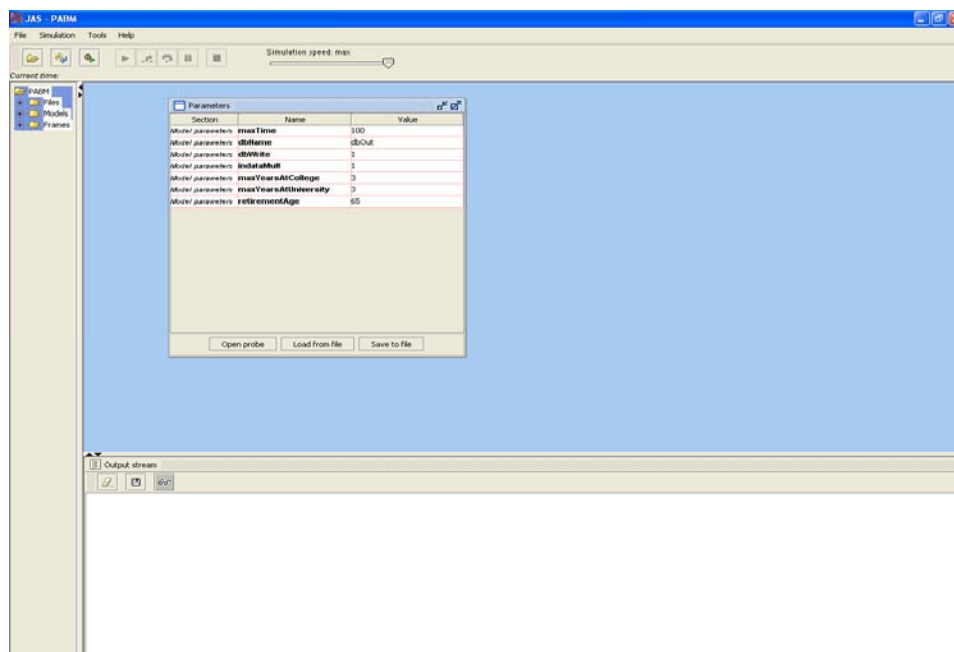 JAS - PABM
File Simulation Tools Help
Simulation speed: max
Current time:
PABM
Files
Models
Frames
Parameters
Section Name Value
Model parameters maxTime 100
Model parameters dbName dbOut
Model parameters dbWrite 1
Model parameters indataMult 1
Model parameters maxYearsAtCollege 3
Model parameters maxYearsAtUniversity 3
Model parameters retirementAge 65
Open probe Load from file Save to file
Output stream